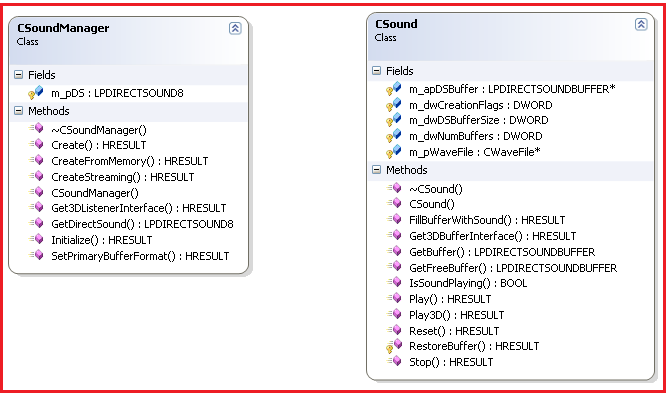 CSoundManager
Class
Fields
m_pDS : LPDIRECTSOUND8
Methods
~CSoundManager()
Create() : HRESULT
CreateFromMemory() : HRESULT
CreateStreaming() : HRESULT
CSoundManager()
Get3DListenerInterface() : HRESULT
GetDirectSound() : LPDIRECTSOUND8
Initialize() : HRESULT
SetPrimaryBufferFormat() : HRESULT
CSound
Class
Fields
m_apDSBuffer : LPDIRECTSOUNDBUFFER*
m_dwCreationFlags : DWORD
m_dwDSBufferSize : DWORD
m_dwNumBuffers : DWORD
m_pWaveFile : CWaveFile*
Methods
~CSound()
CSound()
FillBufferWithSound() : HRESULT
Get3DBufferInterface() : HRESULT
GetBuffer() : LPDIRECTSOUNDBUFFER
GetFreeBuffer() : LPDIRECTSOUNDBUFFER
IsSoundPlaying() : BOOL
Play() : HRESULT
Play3D() : HRESULT
Reset() : HRESULT
RestoreBuffer() : HRESULT
Stop() : HRESULT